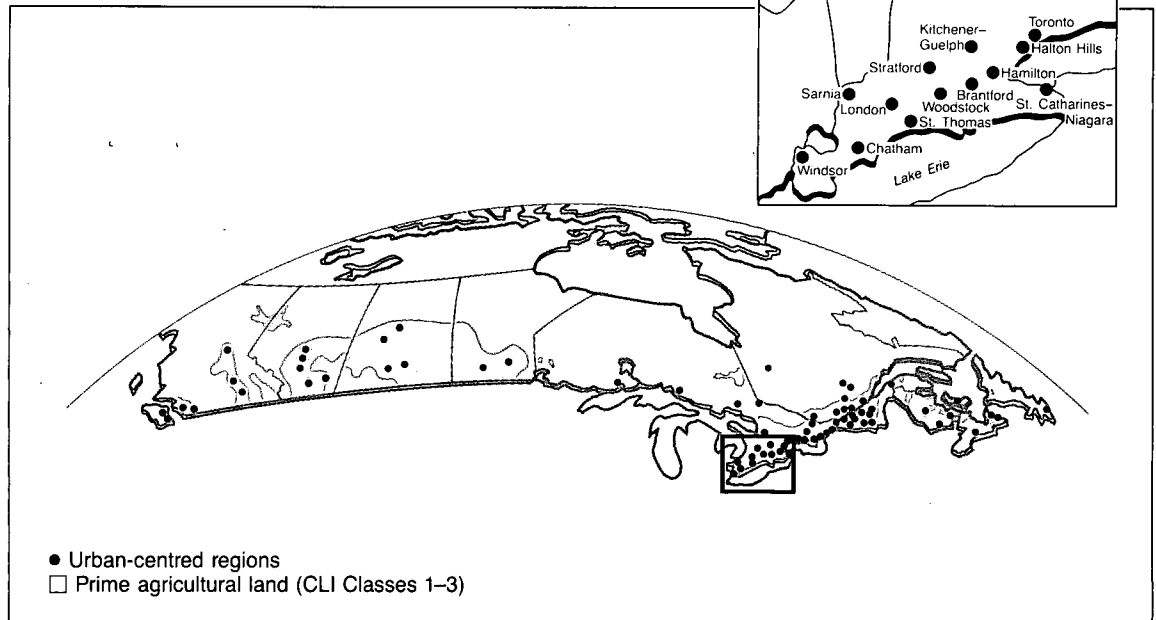 Toronto
Kitchener–
Guelph
Halton Hills
Stratford
Hamilton
Sarnia
Brantford
London
Woodstock
St. Catharines–
Niagara
St. Thomas
Chatham
Windsor
Lake Erie
Urban-centred regions
Prime agricultural land (CLI Classes 1–3)